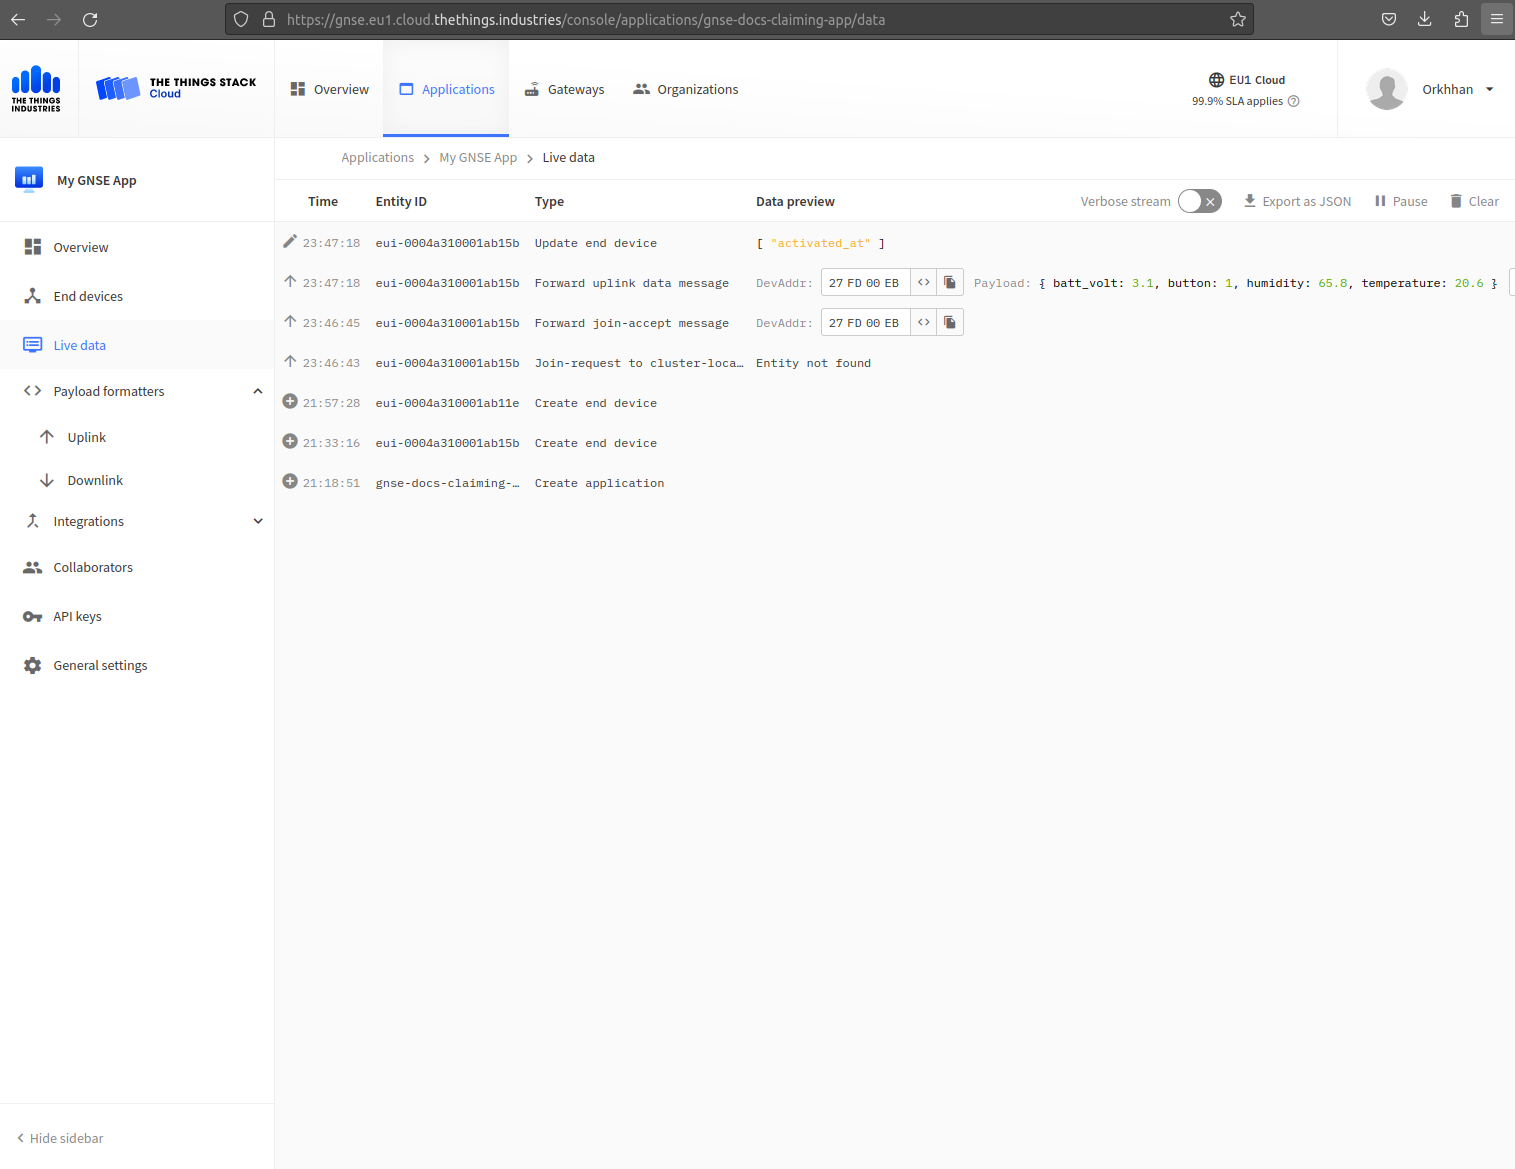 https://gnse.eu1.cloud.thethings.industries/console/applications/gnse-docs-claiming-app/data
THE THINGS
INDUSTRIES
THE THINGS STACK
Cloud
Overview
Applications
Gateways
Organizations
EU1 Cloud
99.9% SLA applies
Orkhhan
My GNSE App
Overview
End devices
Live data
Payload formatters
Uplink
Downlink
Integrations
Collaborators
API keys
General settings
Hide sidebar
Applications > My GNSE App > Live data
Time Entity ID Type Data preview Verbose stream Export as JSON Pause Clear
23:47:18 eui-0004a310001ab15b Update end device [ "activated_at" ]
23:47:18 eui-0004a310001ab15b Forward uplink data message DevAddr: 27 FD 00 EB <> Payload: { batt_volt: 3.1, button: 1, humidity: 65.8, temperature: 20.6 }
23:46:45 eui-0004a310001ab15b Forward join-accept message DevAddr: 27 FD 00 EB <>
23:46:43 eui-0004a310001ab15b Join-request to cluster-loca… Entity not found
21:57:28 eui-0004a310001ab11e Create end device
21:33:16 eui-0004a310001ab15b Create end device
21:18:51 gnse-docs-claiming-… Create application